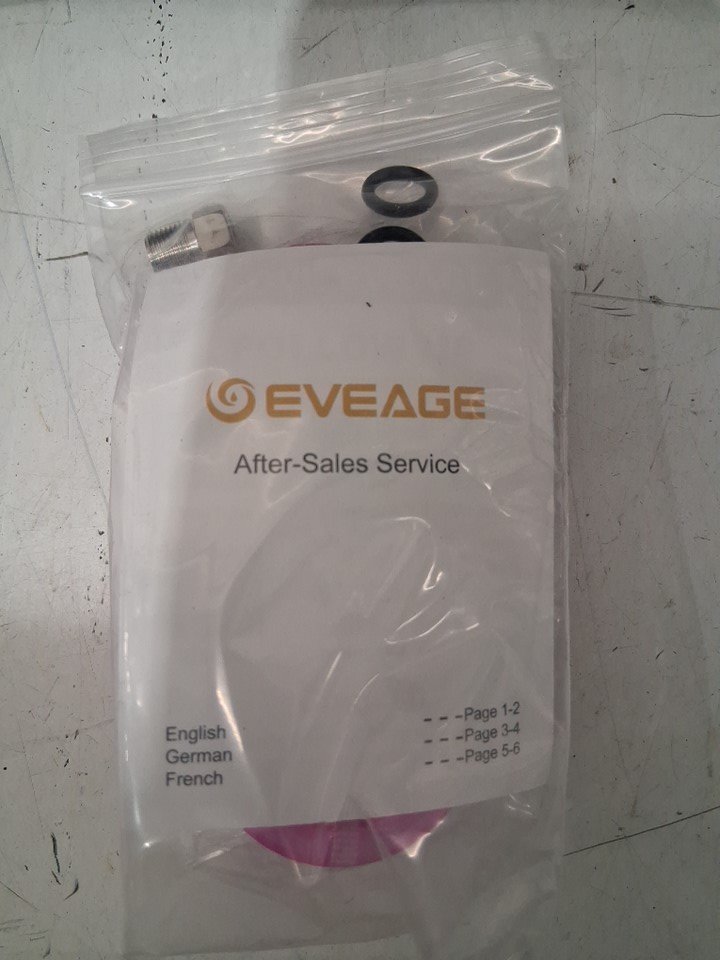 EVEAGE
After-Sales Service
English - - -Page 1-2
German - - -Page 3-4
French - - -Page 5-6